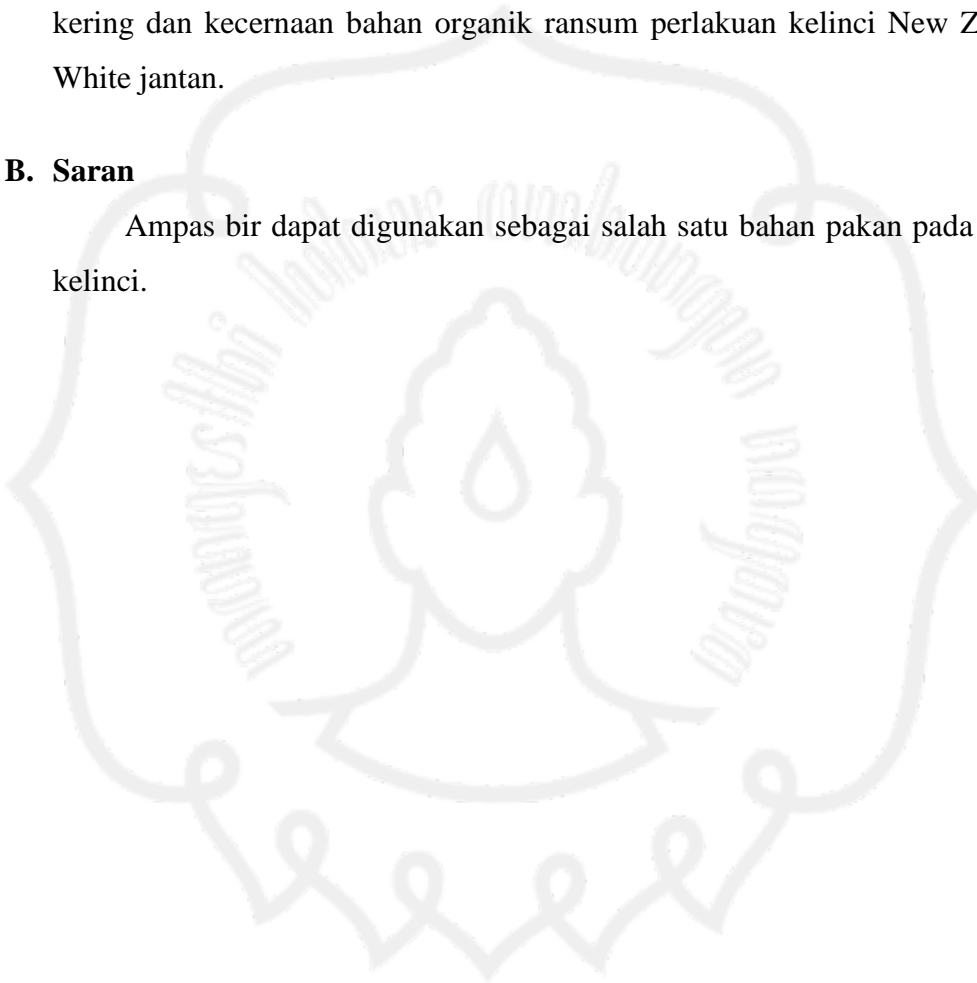 kering dan kecernaan bahan organik ransum perlakuan kelinci New Z
White jantan.
B. Saran
Ampas bir dapat digunakan sebagai salah satu bahan pakan pada
kelinci.